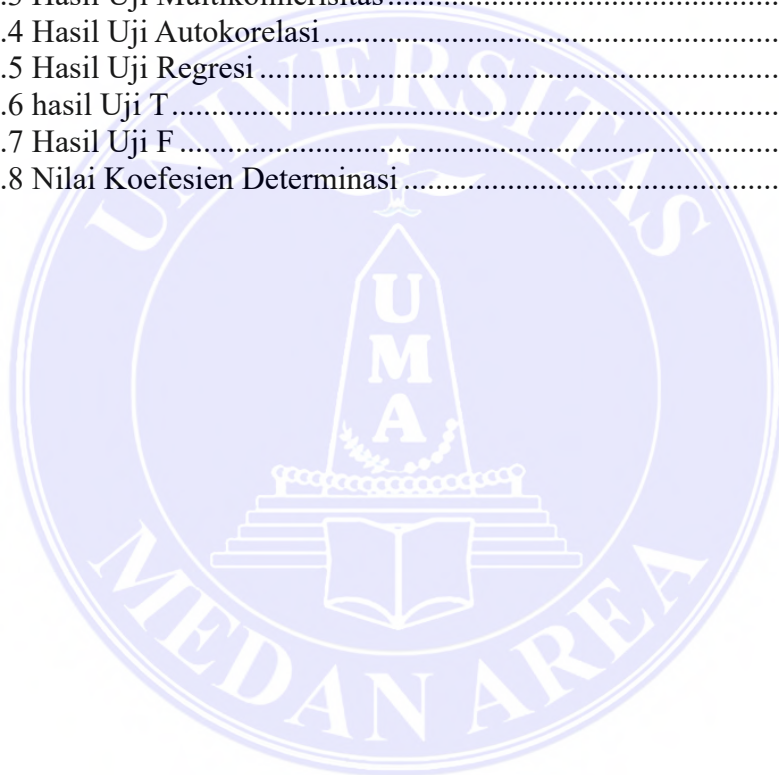 .3 Hasil Uji Multikolinerisitas..........................................................
.4 Hasil Uji Autokorelasi..................................................................
.5 Hasil Uji Regresi..........................................................................
.6 hasil Uji T.....................................................................................
.7 Hasil Uji F....................................................................................
.8 Nilai Koefesien Determinasi........................................................
UNIVERSITAS
U
M
A
MEDAN AREA